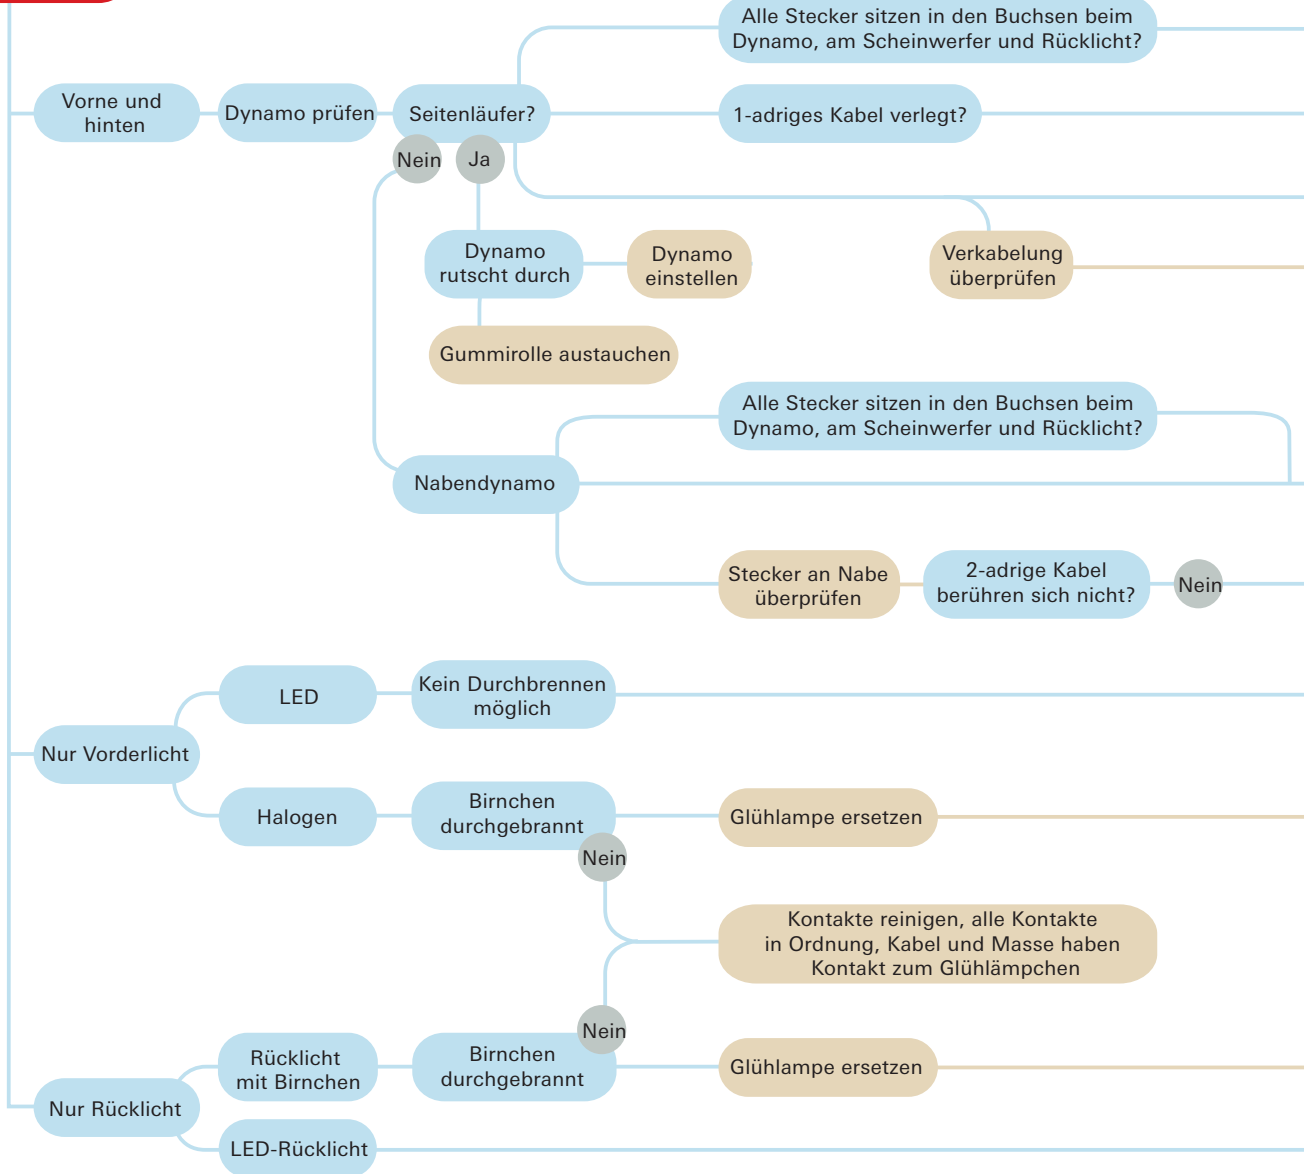 Alle Stecker sitzen in den Buchsen beim
Dynamo, am Scheinwerfer und Rücklicht?
Vorne und
hinten
Dynamo prüfen
Seitenläufer?
1-adriges Kabel verlegt?
Nein
Ja
Dynamo
rutscht durch
Dynamo
einstellen
Verkabelung
überprüfen
Gummirolle austauchen
Alle Stecker sitzen in den Buchsen beim
Dynamo, am Scheinwerfer und Rücklicht?
Nabendynamo
Stecker an Nabe
überprüfen
2-adrige Kabel
berühren sich nicht?
Nein
LED
Kein Durchbrennen
möglich
Nur Vorderlicht
Halogen
Birnchen
durchgebrannt
Glühlampe ersetzen
Nein
Kontakte reinigen, alle Kontakte
in Ordnung, Kabel und Masse haben
Kontakt zum Glühlämpchen
Nein
Rücklicht
mit Birnchen
Birnchen
durchgebrannt
Glühlampe ersetzen
Nur Rücklicht
LED-Rücklicht